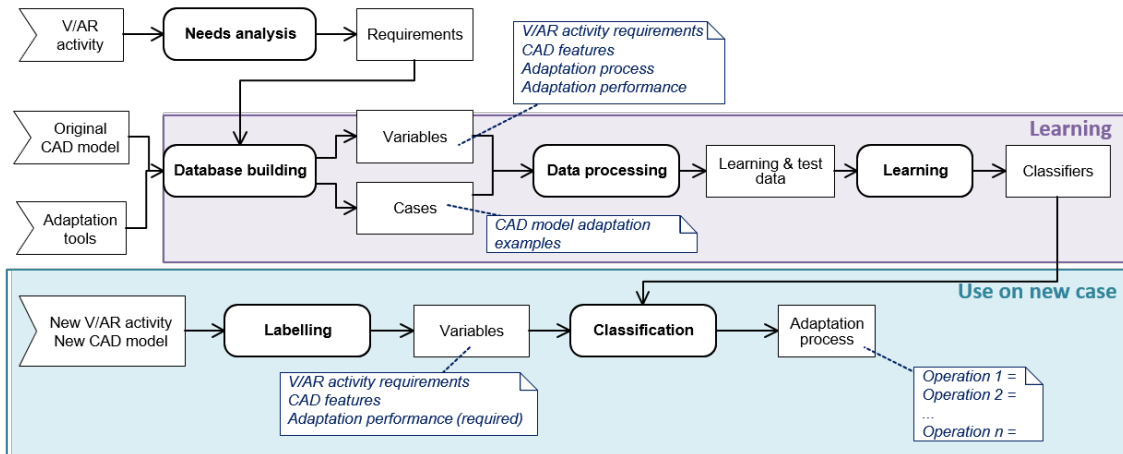 V/AR
activity
Needs analysis
Requirements
V/AR activity requirements
CAD features
Adaptation process
Adaptation performance
Learning
Original
CAD model
Adaptation
tools
Database building
Variables
Cases
CAD model adaptation
examples
Data processing
Learning & test
data
Learning
Classifiers
Use on new case
New V/AR activity
New CAD model
Labelling
Variables
V/AR activity requirements
CAD features
Adaptation performance (required)
Classification
Adaptation
process
Operation 1 =
Operation 2 =
...
Operation n =